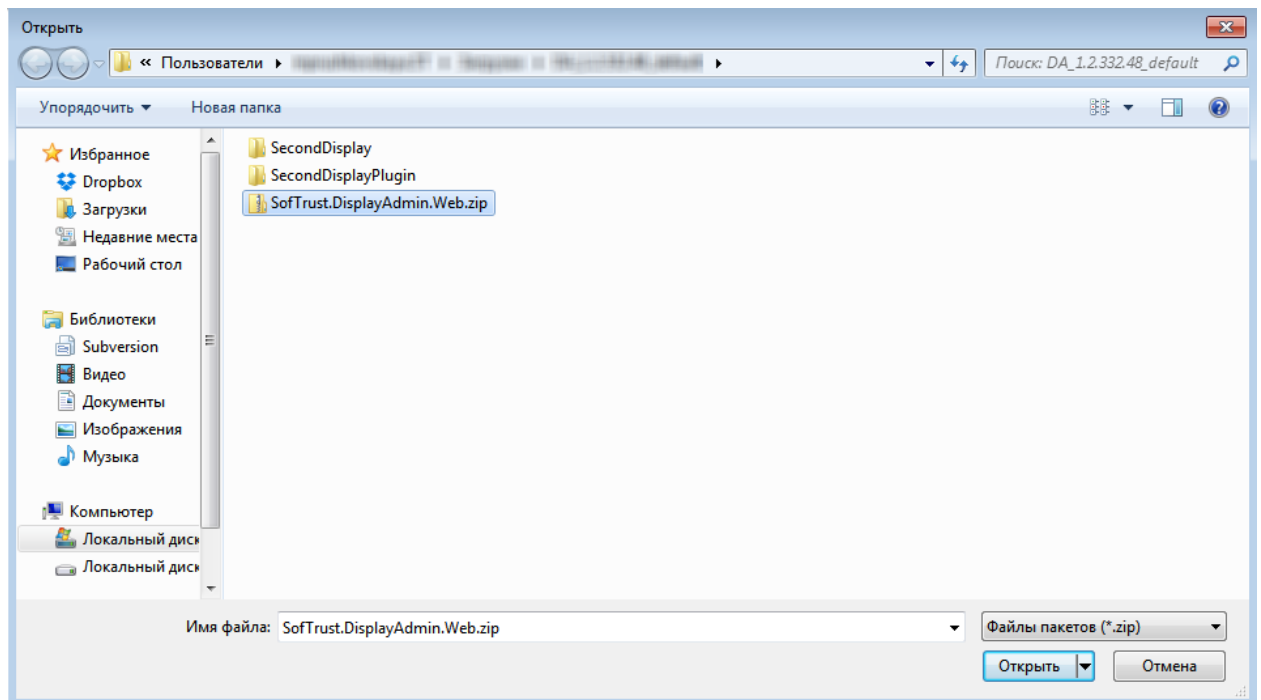 Открыть
« Пользователи
Поиск: DA_1.2.332.48_default
Упорядочить
Новая папка
Избранное
Dropbox
Загрузки
Недавние места
Рабочий стол
Библиотеки
Subversion
Видео
Документы
Изображения
Музыка
Компьютер
Локальный диск
Локальный диск
SecondDisplay
SecondDisplayPlugin
SofTrust.DisplayAdmin.Web.zip
Имя файла: SofTrust.DisplayAdmin.Web.zip
Файлы пакетов (*.zip)
Открыть
Отмена